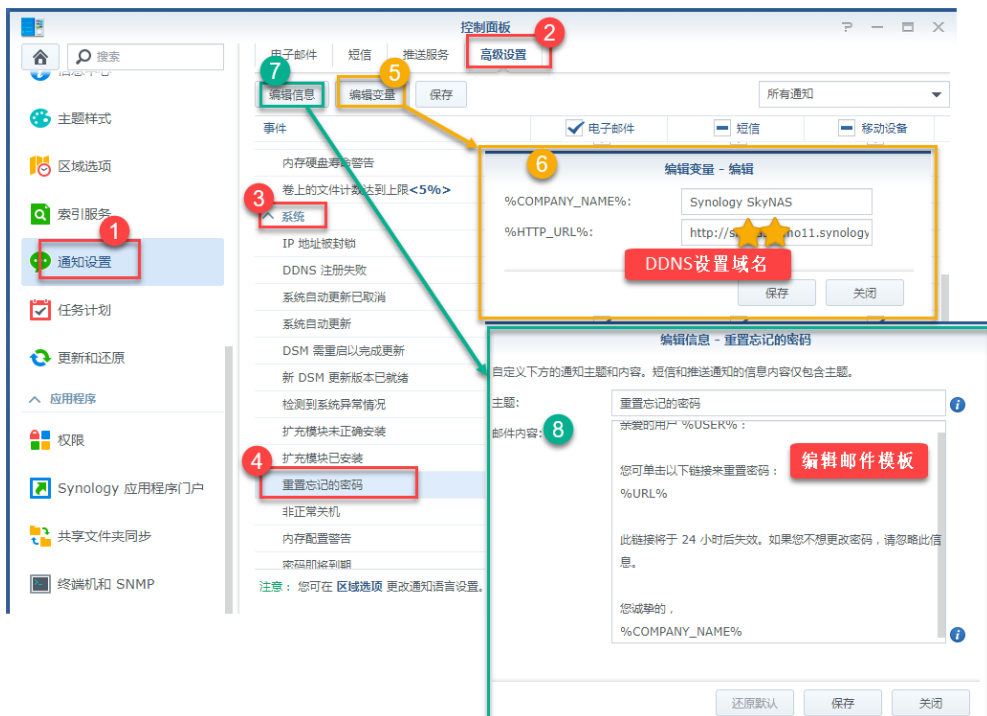 控制面板
搜索
信息中心
主题样式
区域选项
索引服务
1
通知设置
任务计划
更新和还原
应用程序
权限
Synology 应用程序门户
共享文件夹同步
终端机和 SNMP
电子邮件 短信 推送服务 高级设置
2
7
5
编辑信息 编辑变量 保存 所有通知
事件 电子邮件 短信 移动设备
内存硬盘寿命警告
卷上的文件计数达到上限<5%>
3
系统
IP 地址被封锁
DDNS 注册失败
系统自动更新已取消
系统自动更新
DSM 需重启以完成更新
新 DSM 更新版本已就绪
检测到系统异常情况
扩充模块未正确安装
扩充模块已安装
4
重置忘记的密码
非正常关机
内存配置警告
密码即将到期
注意： 您可在 区域选项 更改通知语言设置。
6
编辑变量 - 编辑
%COMPANY_NAME%: Synology SkyNAS
%HTTP_URL%: http://s no11.synology
DDNS设置域名
保存 关闭
编辑信息 - 重置忘记的密码
自定义下方的通知主题和内容。短信和推送通知的信息内容仅包含主题。
主题: 重置忘记的密码
邮件内容:
8
亲爱的用户 %USER%：
编辑邮件模板
您可单击以下链接来重置密码：
%URL%
此链接将于 24 小时后失效。如果您不想更改密码，请忽略此信
息。
您诚挚的，
%COMPANY_NAME%
还原默认 保存 关闭